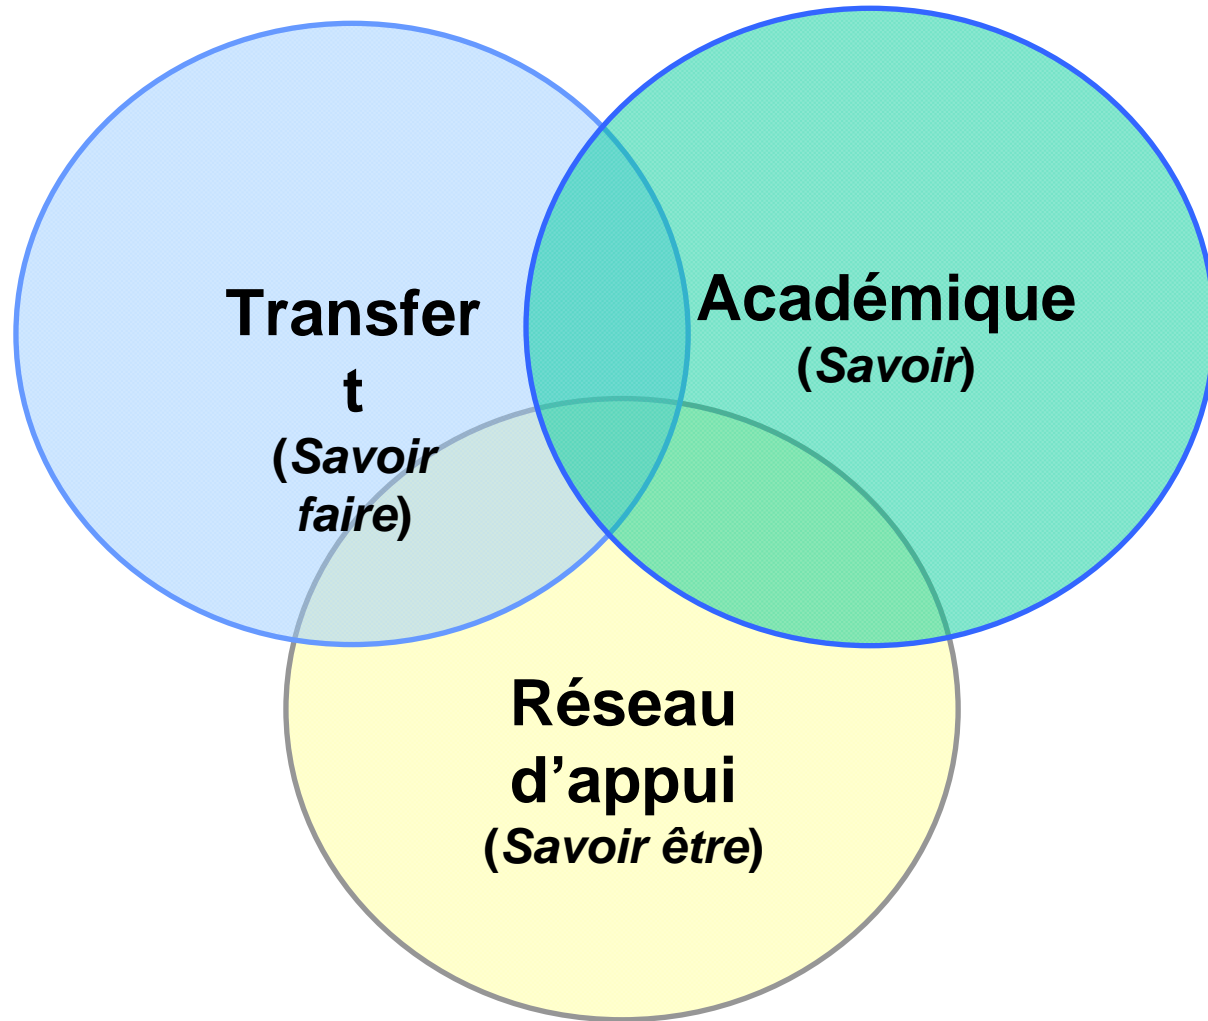 Transfer
t
(Savoir
faire)
Académique
(Savoir)
Réseau
d’appui
(Savoir être)